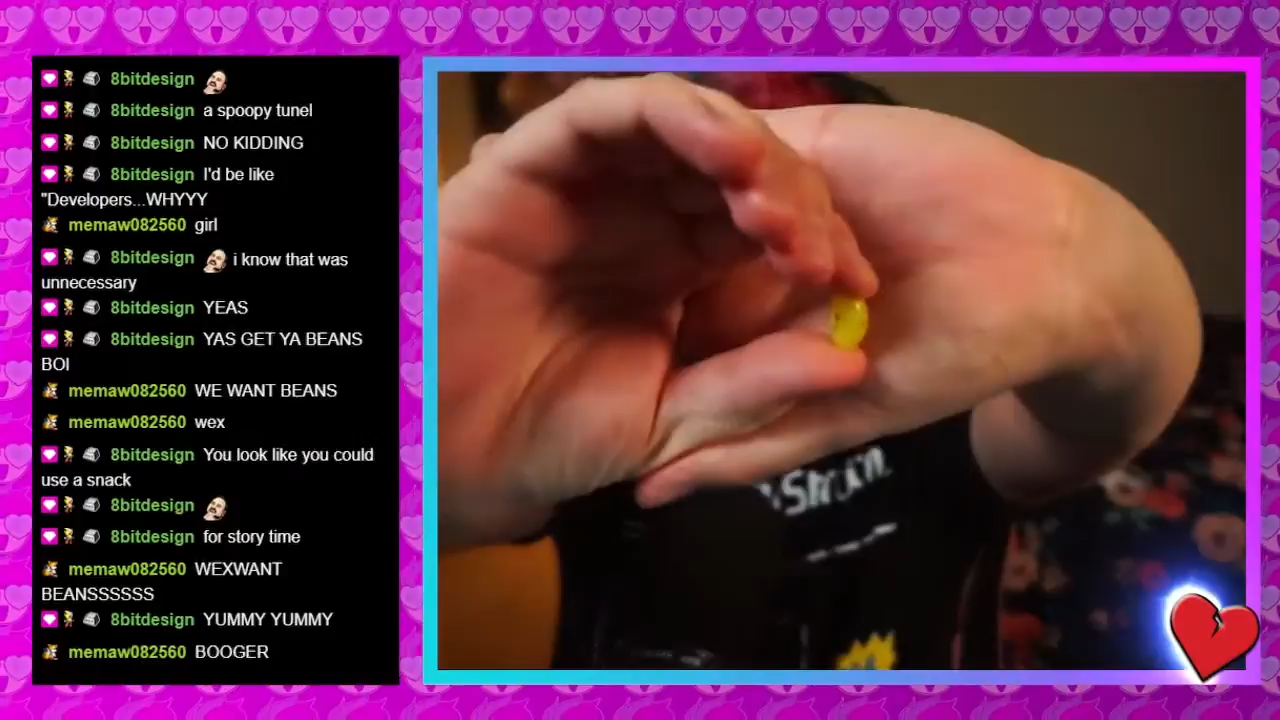 8bitdesign
8bitdesign a spoopy tunel
8bitdesign NO KIDDING
8bitdesign I'd be like
"Developers...WHYYY
memaw082560 girl
8bitdesign i know that was
unnecessary
8bitdesign YEAS
8bitdesign YAS GET YA BEANS
BOI
memaw082560 WE WANT BEANS
memaw082560 wex
8bitdesign You look like you could
use a snack
8bitdesign
8bitdesign for story time
memaw082560 WEXWANT
BEANSSSSSS
8bitdesign YUMMY YUMMY
memaw082560 BOOGER